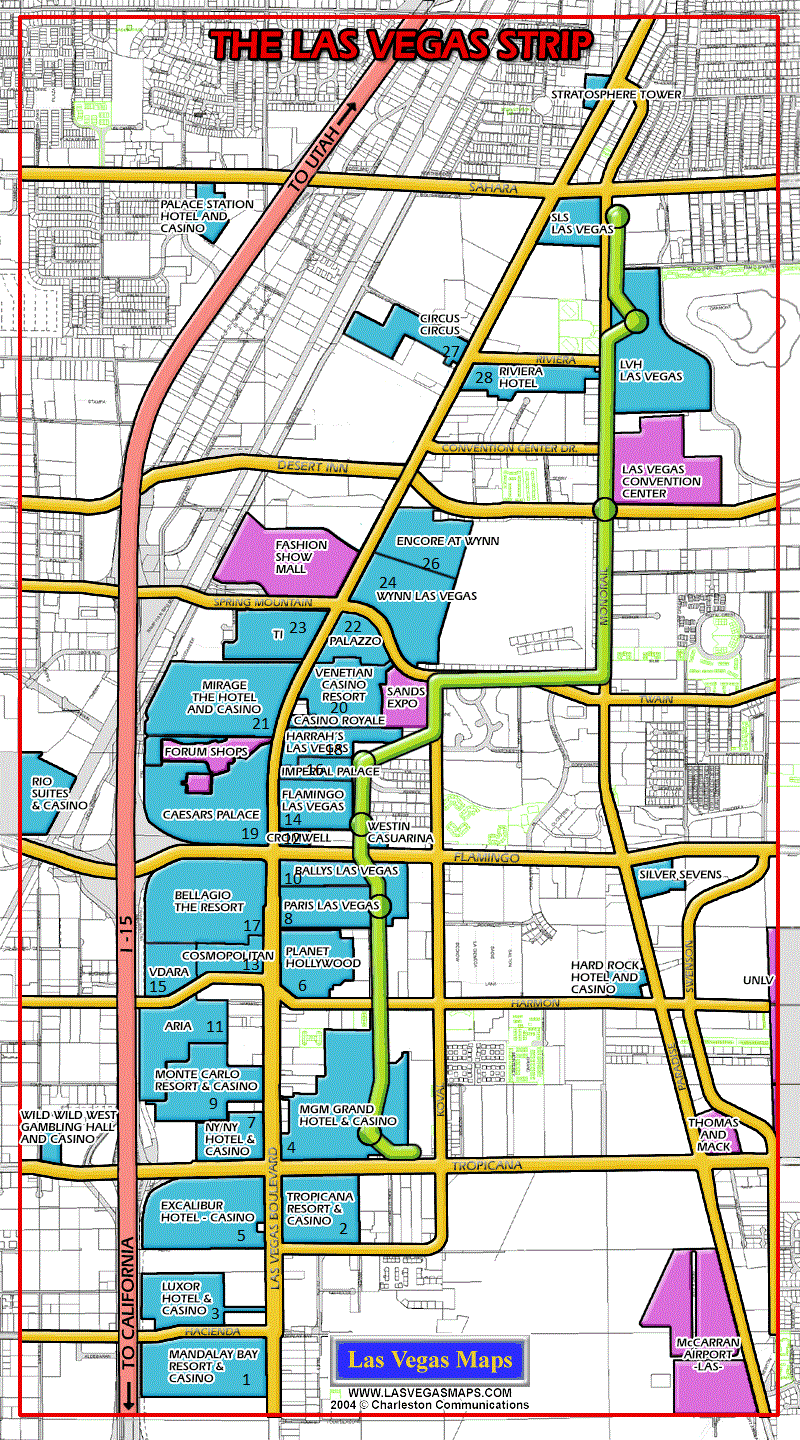 THE LAS VEGAS STRIP
STRATOSPHERE TOWER
TO UTAH
SAHARA
PALACE STATION
HOTEL AND
CASINO
SLS
LAS VEGAS
CIRCUS
CIRCUS
27
RIVIERA
28
RIVIERA
HOTEL
LVH
LAS VEGAS
CONVENTION CENTER DR.
DESERT INN
LAS VEGAS
CONVENTION
CENTER
FASHION
SHOW
MALL
ENCORE AT WYNN
26
24
WYNN LAS VEGAS
MONORAIL
SPRING MOUNTAIN
TI
23
22
PALAZZO
MIRAGE
THE HOTEL
AND CASINO
21
VENETIAN
CASINO
RESORT
20
SANDS
EXPO
TWAIN
CASINO ROYALE
HARRAH'S
LAS VEGAS
18
FORUM SHOPS
16
IMPERIAL PALACE
RIO
SUITES
& CASINO
FLAMINGO
LAS VEGAS
14
CAESARS PALACE
19
WESTIN
CASUARINA
12
CROMWELL
FLAMINGO
BALLYS LAS VEGAS
10
SILVER SEVENS
BELLAGIO
THE RESORT
17
PARIS LAS VEGAS
8
I-15
COSMOPOLITAN
13
VDARA
15
PLANET
HOLLYWOOD
6
HARD ROCK
HOTEL AND
CASINO
SWENSON
UNLV
HARMON
ARIA
11
MONTE CARLO
RESORT & CASINO
9
MGM GRAND
HOTEL & CASINO
4
KOVAL
PARADISE
WILD WILD WEST
GAMBLING HALL
AND CASINO
NY/NY
HOTEL &
CASINO
7
THOMAS
AND
MACK
TROPICANA
LAS VEGAS BOULEVARD
EXCALIBUR
HOTEL - CASINO
5
TROPICANA
RESORT &
CASINO
2
TO CALIFORNIA
LUXOR
HOTEL &
CASINO
3
HACIENDA
MANDALAY BAY
RESORT &
CASINO
1
McCARRAN
AIRPORT
-LAS-
Las Vegas Maps
WWW.LASVEGASMAPS.COM
2004 © Charleston Communications